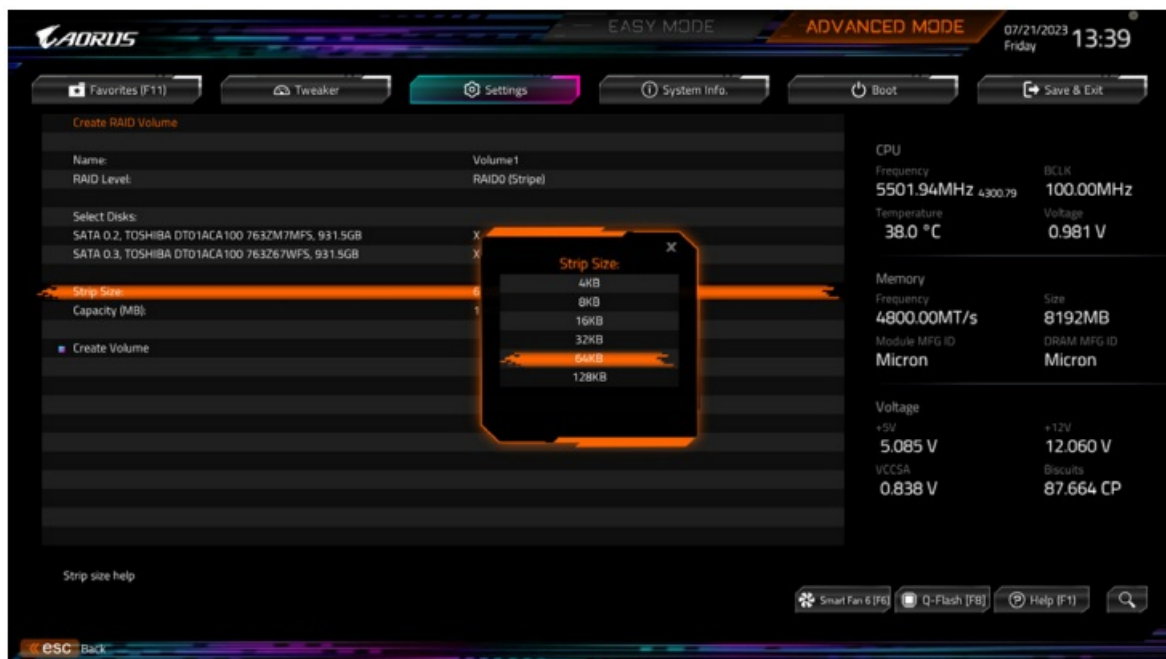 AORUS
EASY MODE
ADVANCED MODE
07/21/2023
Friday
13:39
Favorites (F11)
Tweaker
Settings
System Info.
Boot
Save & Exit
Create RAID Volume
Name: Volume1
RAID Level: RAID0 (Stripe)
Select Disks:
SATA 0.2, TOSHIBA DT01ACA100 763ZM7MFS, 931.5GB X
SATA 0.3, TOSHIBA DT01ACA100 763Z67WFS, 931.5GB X
Strip Size: 6
Capacity (MB): 1
Create Volume
X
Strip Size:
4KB
8KB
16KB
32KB
64KB
128KB
CPU
Frequency BCLK
5501.94MHz 4300.79 100.00MHz
Temperature Voltage
38.0 °C 0.981 V
Memory
Frequency Size
4800.00MT/s 8192MB
Module MFG ID DRAM MFG ID
Micron Micron
Voltage
+5V +12V
5.085 V 12.060 V
VCCSA Biscuits
0.838 V 87.664 CP
Strip size help
Smart Fan 6 [F6]
Q-Flash [F8]
Help (F1)
esc Back